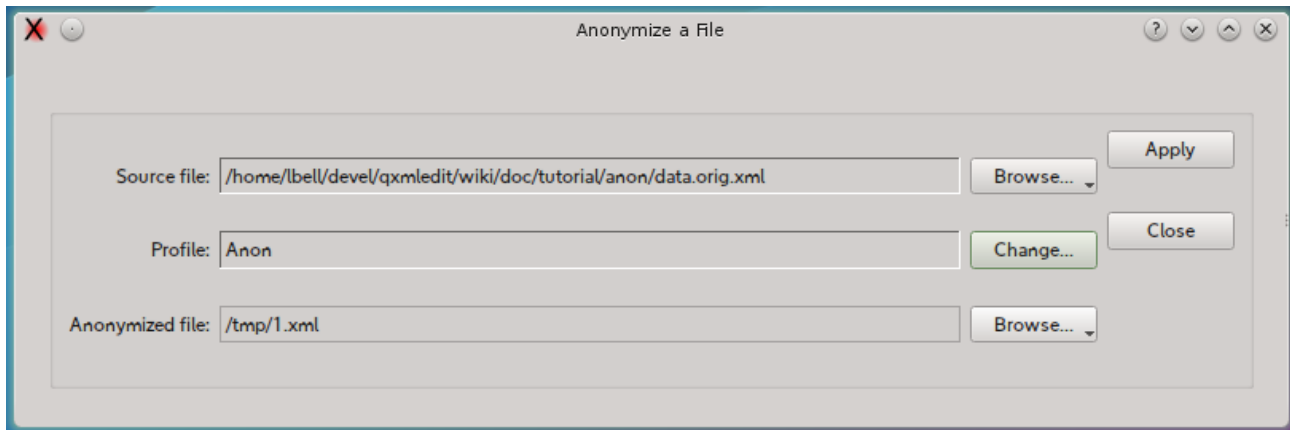 Anonymize a File
Source file: /home/lbell/devel/qxmledit/wiki/doc/tutorial/anon/data.orig.xml Browse...
Apply
Profile: Anon Change...
Close
Anonymized file: /tmp/1.xml Browse...